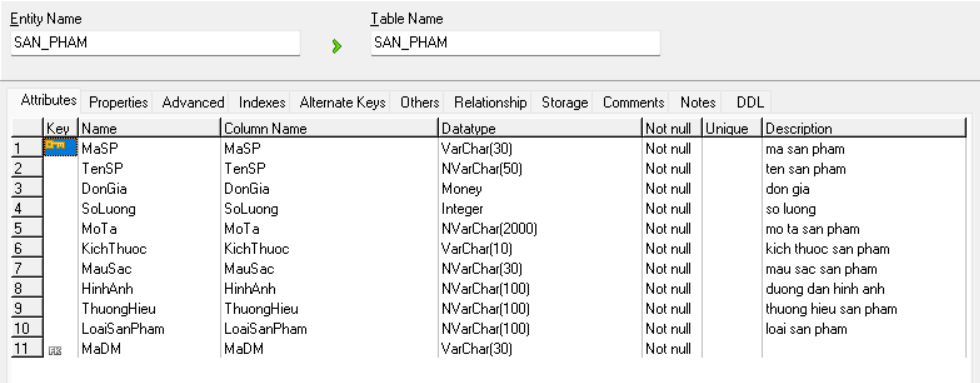 Entity Name Table Name
SAN_PHAM SAN_PHAM
Attributes Properties Advanced Indexes Alternate Keys Others Relationship Storage Comments Notes DDL
Key Name Column Name Datatype Not null Unique Description
1 MaSP MaSP VarChar(30) Not null ma san pham
2 TenSP TenSP NVarChar(50) Not null ten san pham
3 DonGia DonGia Money Not null don gia
4 SoLuong SoLuong Integer Not null so luong
5 MoTa MoTa NVarChar(2000) Not null mo ta san pham
6 KichThuoc KichThuoc VarChar(10) Not null kich thuoc san pham
7 MauSac MauSac NVarChar(30) Not null mau sac san pham
8 HinhAnh HinhAnh NVarChar(100) Not null duong dan hinh anh
9 ThuongHieu ThuongHieu NVarChar(100) Not null thuong hieu san pham
10 LoaiSanPham LoaiSanPham NVarChar(100) Not null loai san pham
11 FK MaDM MaDM VarChar(30) Not null